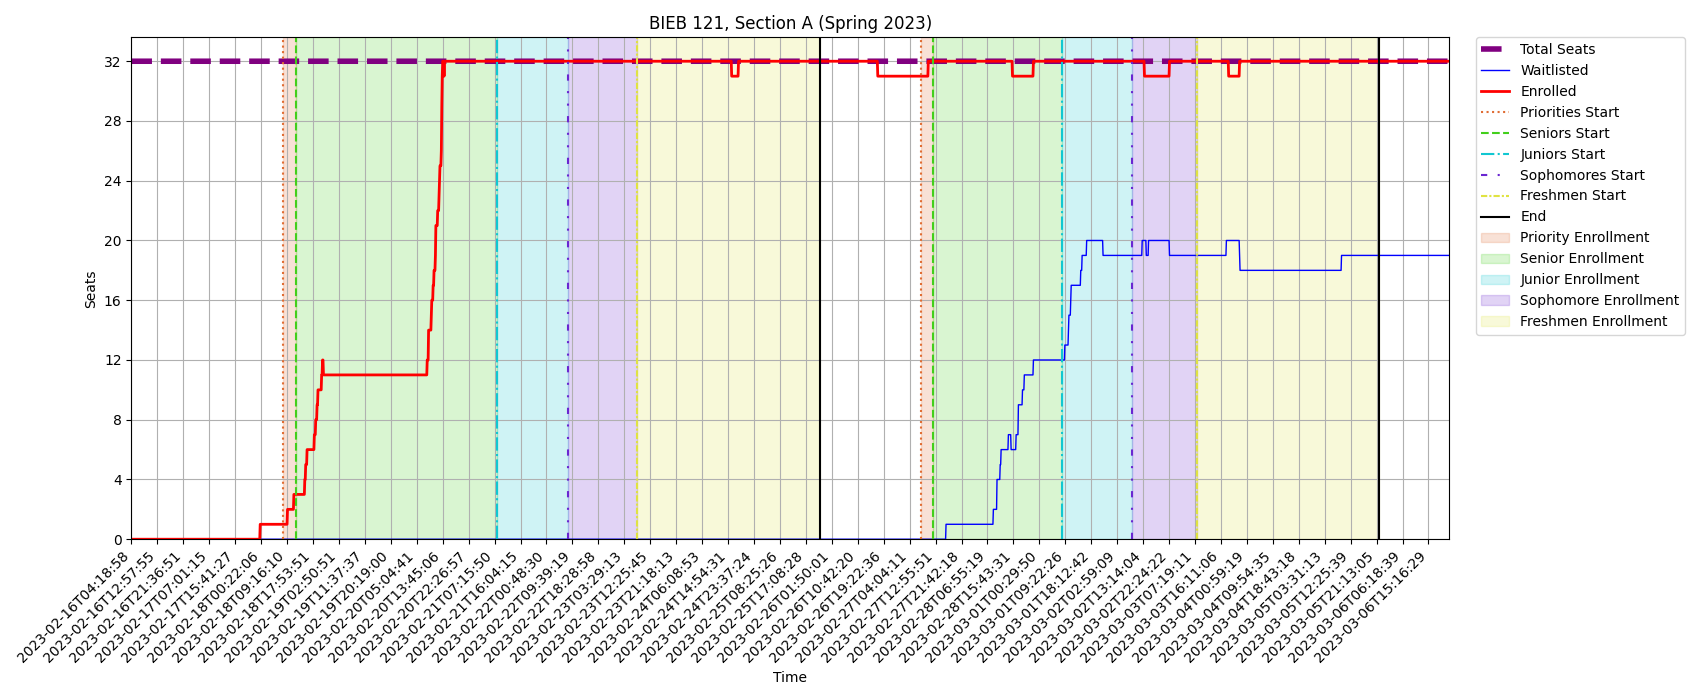 BIEB 121, Section A (Spring 2023)
Total Seats
Waitlisted
Enrolled
Priorities Start
Seniors Start
Juniors Start
Sophomores Start
Freshmen Start
End
Priority Enrollment
Senior Enrollment
Junior Enrollment
Sophomore Enrollment
Freshmen Enrollment
Seats
32
28
24
20
16
12
8
4
0
2023-02-16T04:18:58
2023-02-16T12:57:55
2023-02-16T21:36:51
2023-02-17T07:01:15
2023-02-17T15:41:27
2023-02-18T00:22:06
2023-02-18T09:16:10
2023-02-18T17:53:51
2023-02-19T02:50:51
2023-02-19T11:37:37
2023-02-19T20:19:00
2023-02-20T05:04:41
2023-02-20T13:45:06
2023-02-20T22:26:57
2023-02-21T07:15:50
2023-02-21T16:04:15
2023-02-22T00:48:30
2023-02-22T09:39:19
2023-02-22T18:28:58
2023-02-23T03:29:13
2023-02-23T12:25:45
2023-02-23T21:18:13
2023-02-24T06:08:53
2023-02-24T14:54:31
2023-02-24T23:37:24
2023-02-25T08:25:26
2023-02-25T17:08:28
2023-02-26T01:50:01
2023-02-26T10:42:20
2023-02-26T19:22:36
2023-02-27T04:04:11
2023-02-27T12:55:51
2023-02-27T21:42:18
2023-02-28T06:55:19
2023-02-28T15:43:31
2023-03-01T00:29:50
2023-03-01T09:22:26
2023-03-01T18:12:42
2023-03-02T02:59:09
2023-03-02T13:14:04
2023-03-02T22:24:22
2023-03-03T07:19:11
2023-03-03T16:11:06
2023-03-04T00:59:19
2023-03-04T09:54:35
2023-03-04T18:43:18
2023-03-05T03:31:13
2023-03-05T12:25:39
2023-03-05T21:13:05
2023-03-06T06:18:39
2023-03-06T15:16:29
Time